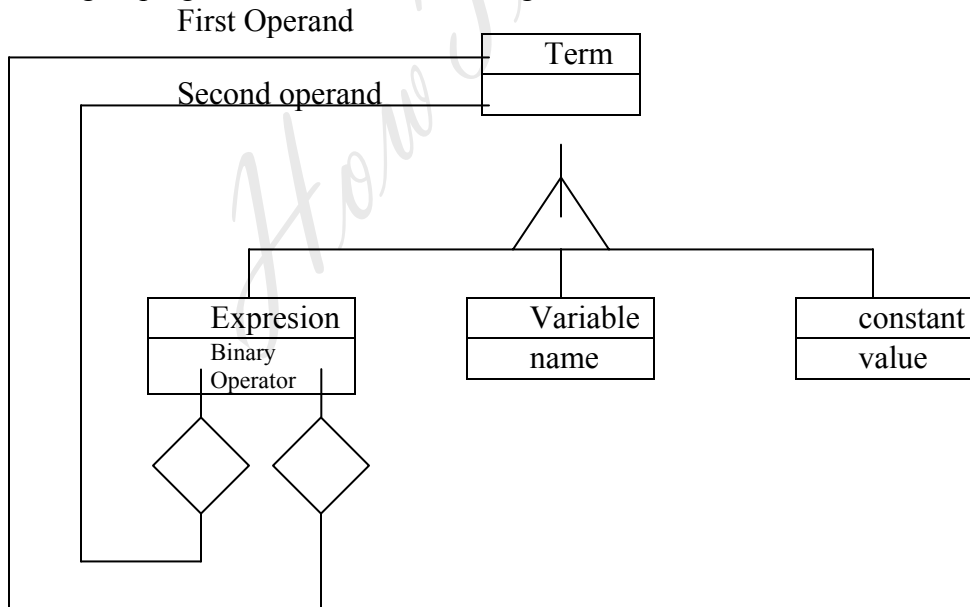 First Operand
Term
Second operand
Expresion
Variable
constant
Binary
Operator
name
value